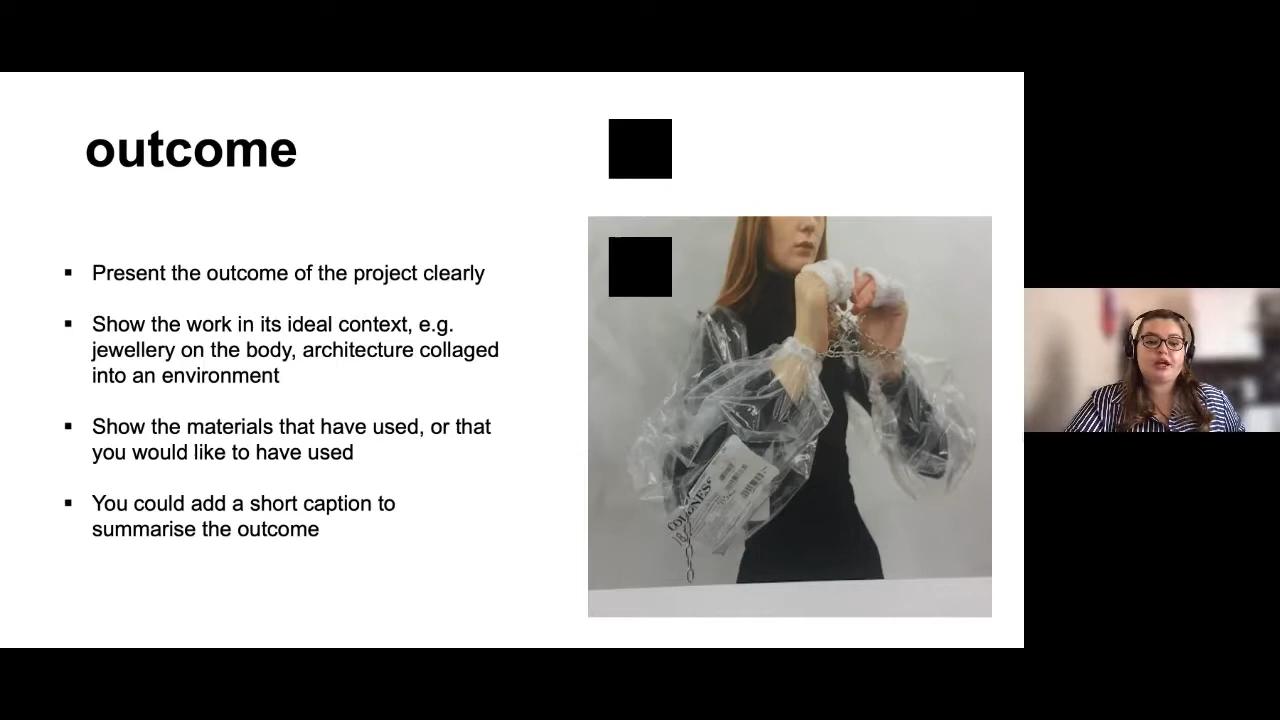 outcome
Present the outcome of the project clearly
Show the work in its ideal context, e.g.
jewellery on the body, architecture collaged
into an environment
Show the materials that have used, or that
you would like to have used
You could add a short caption to
summarise the outcome